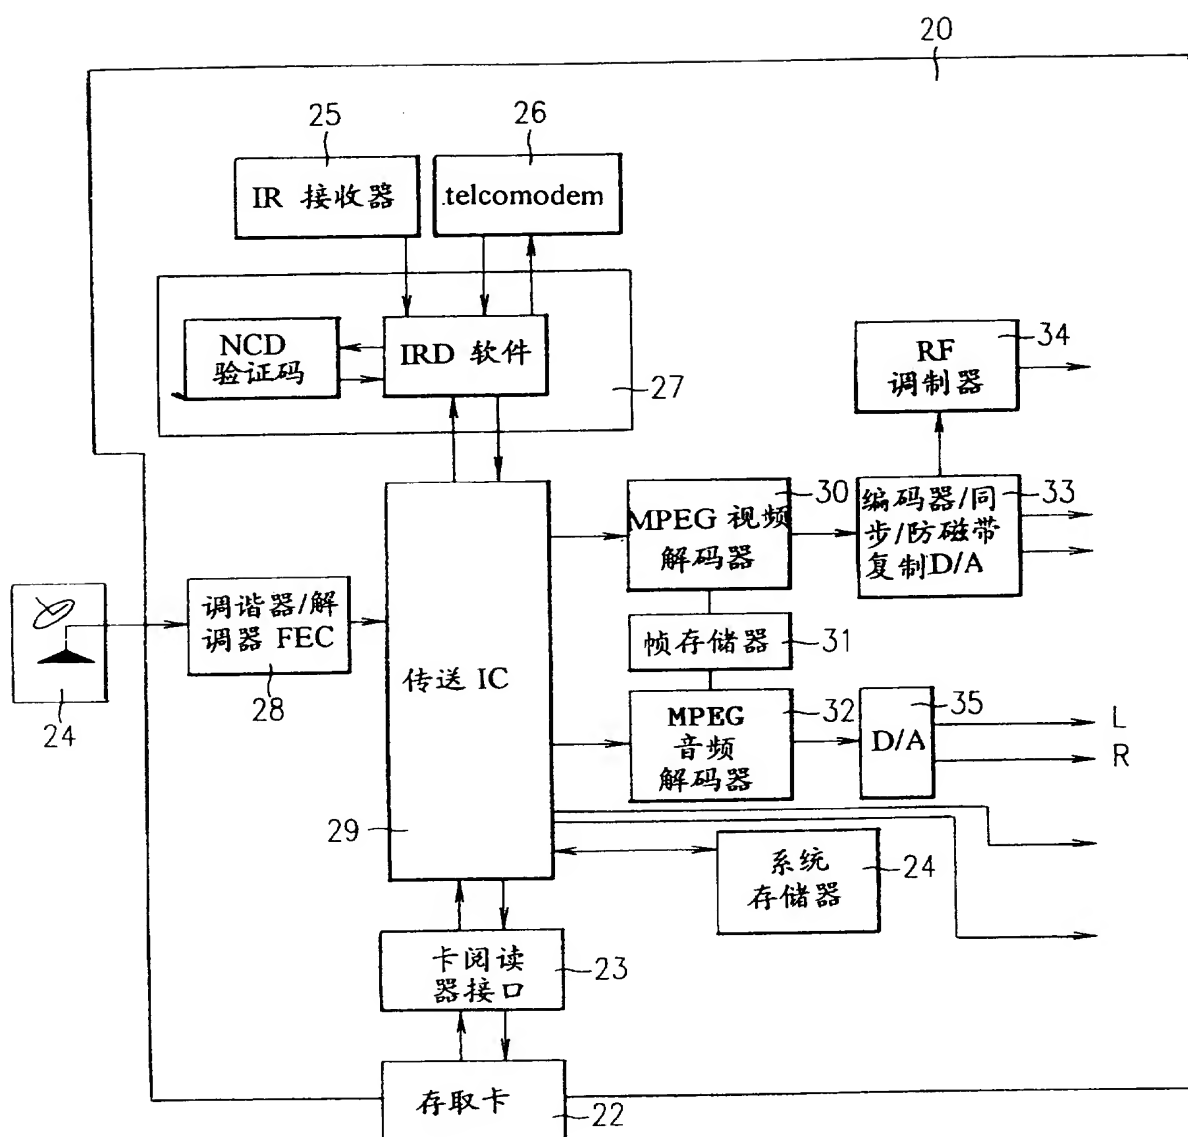 20
25
26
IR 接收器
.telcomodem
NCD
验证码
IRD 软件
27
RF
调制器
34
30
MPEG 视频
解码器
编码器/同
步/防磁带
复制D/A
33
调谐器/解
调器 FEC
28
24
传送 IC
29
帧存储器
31
MPEG
音频
解码器
32
35
D/A
L
R
系统
存储器
24
卡阅读
器接口
23
存取卡
22